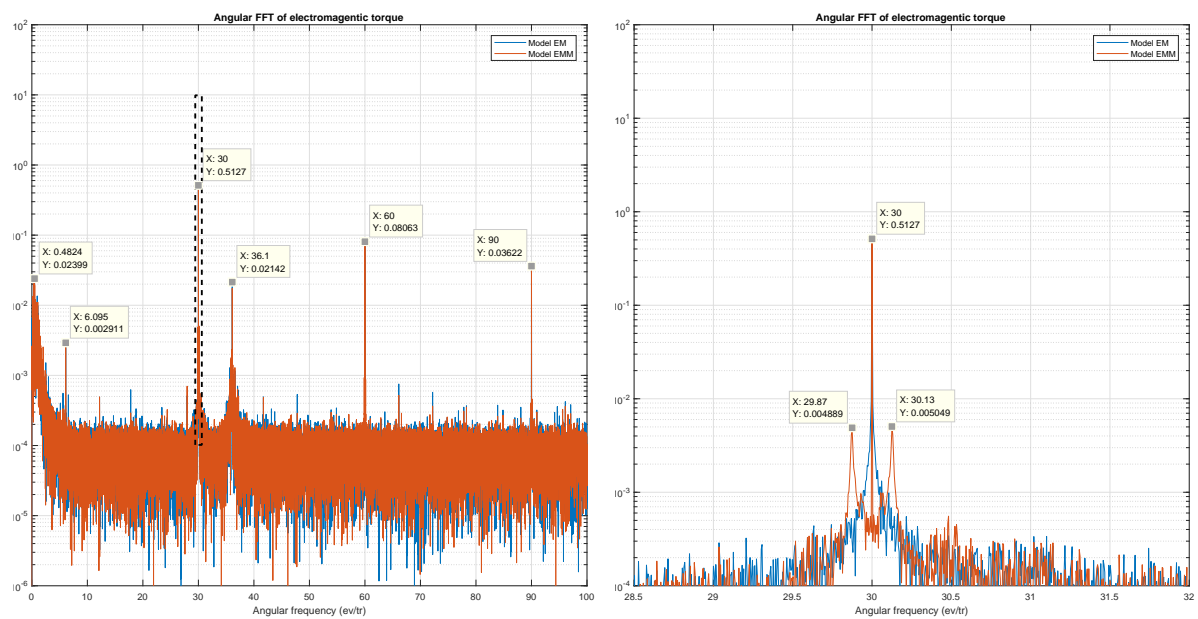 Angular FFT of electromagentic torque
Model EM
Model EMM
10^2
10^1
10^0
10^-1
10^-2
10^-3
10^-4
10^-5
10^-6
X: 0.4824
Y: 0.02399
X: 6.095
Y: 0.002911
X: 30
Y: 0.5127
X: 36.1
Y: 0.02142
X: 60
Y: 0.08063
X: 90
Y: 0.03622
0 10 20 30 40 50 60 70 80 90 100
Angular frequency (ev/tr)
Angular FFT of electromagentic torque
Model EM
Model EMM
10^2
10^1
10^0
10^-1
10^-2
10^-3
10^-4
X: 30
Y: 0.5127
X: 29.87
Y: 0.004889
X: 30.13
Y: 0.005049
28.5 29 29.5 30 30.5 31 31.5 32
Angular frequency (ev/tr)